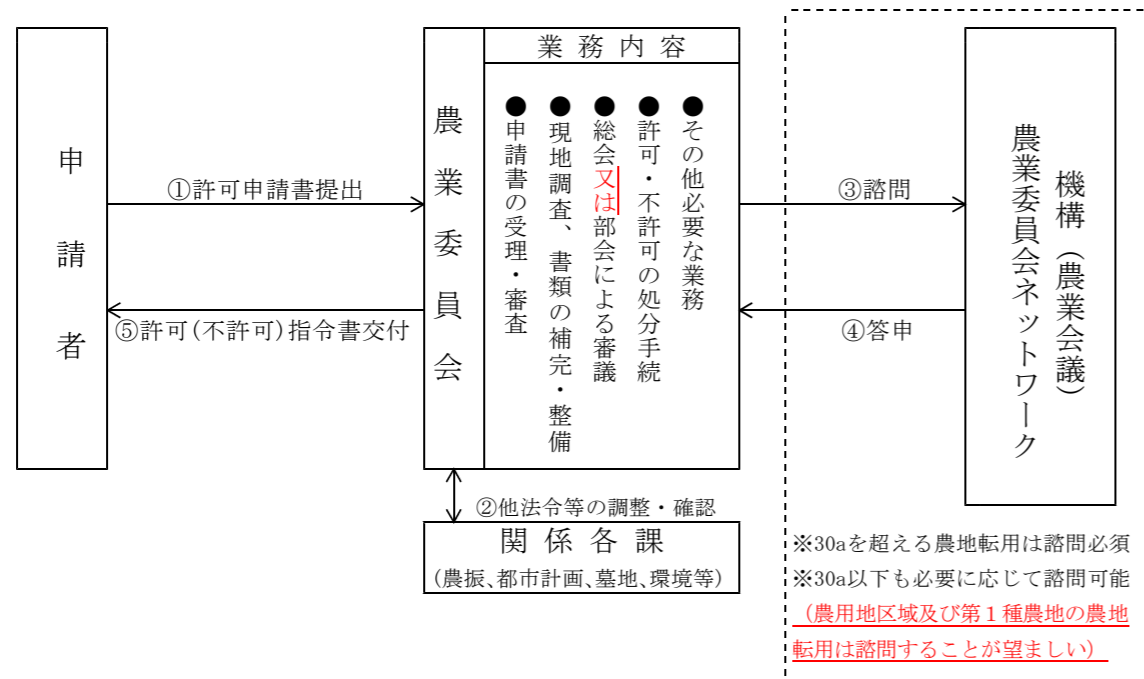 申請者
①許可申請書提出
⑤許可(不許可)指令書交付
農業委員会
業務内容
●その他必要な業務
●許可・不許可の処分手続
●総会又は部会による審議
●現地調査、書類の補完・整備
●申請書の受理・審査
②他法令等の調整・確認
関係各課
(農振、都市計画、墓地、環境等)
③諮問
④答申
機構（農業会議）
農業委員会ネットワーク
※30aを超える農地転用は諮問必須
※30a以下も必要に応じて諮問可能
（農用地区域及び第１種農地の農地
転用は諮問することが望ましい）